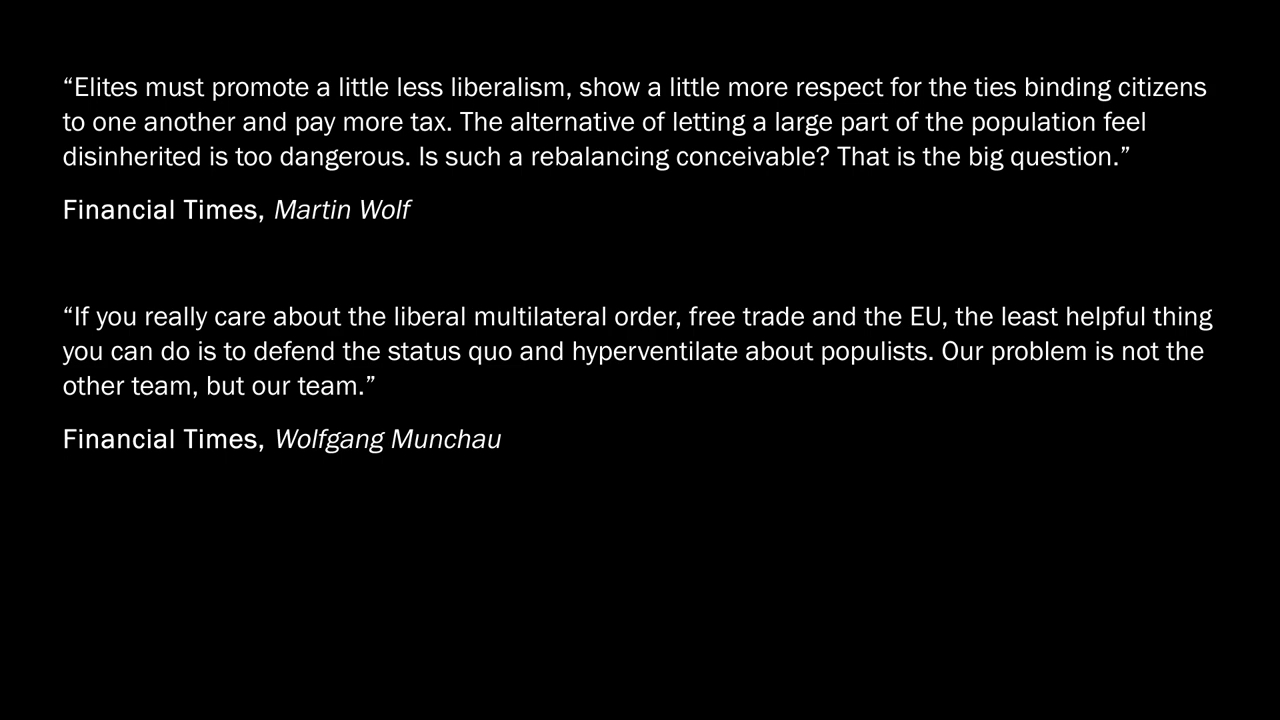 “Elites must promote a little less liberalism, show a little more respect for the ties binding citizens
to one another and pay more tax. The alternative of letting a large part of the population feel
disinherited is too dangerous. Is such a rebalancing conceivable? That is the big question.”
Financial Times, Martin Wolf
“If you really care about the liberal multilateral order, free trade and the EU, the least helpful thing
you can do is to defend the status quo and hyperventilate about populists. Our problem is not the
other team, but our team.”
Financial Times, Wolfgang Munchau